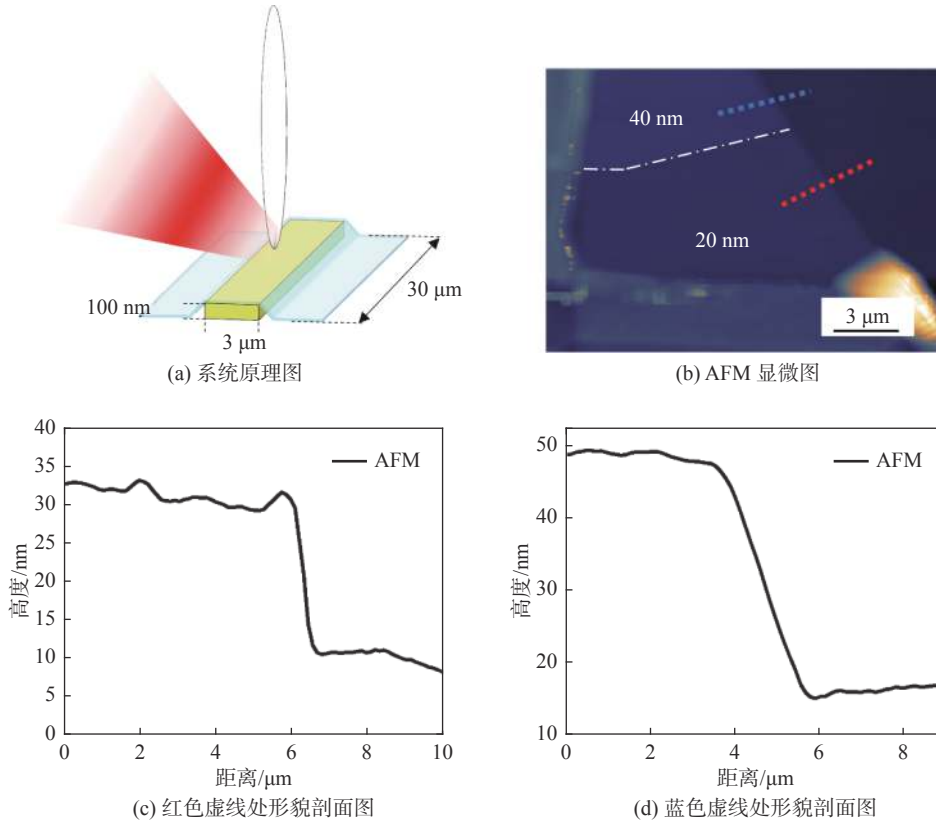 100 nm
3 μm
30 μm
(a) 系统原理图
40 nm
20 nm
3 μm
(b) AFM 显微图
40
35
30
25
20
15
10
5
0
高度/nm
AFM
0 2 4 6 8 10
距离/μm
(c) 红色虚线处形貌剖面图
50
40
30
20
10
高度/nm
AFM
0 2 4 6 8
距离/μm
(d) 蓝色虚线处形貌剖面图